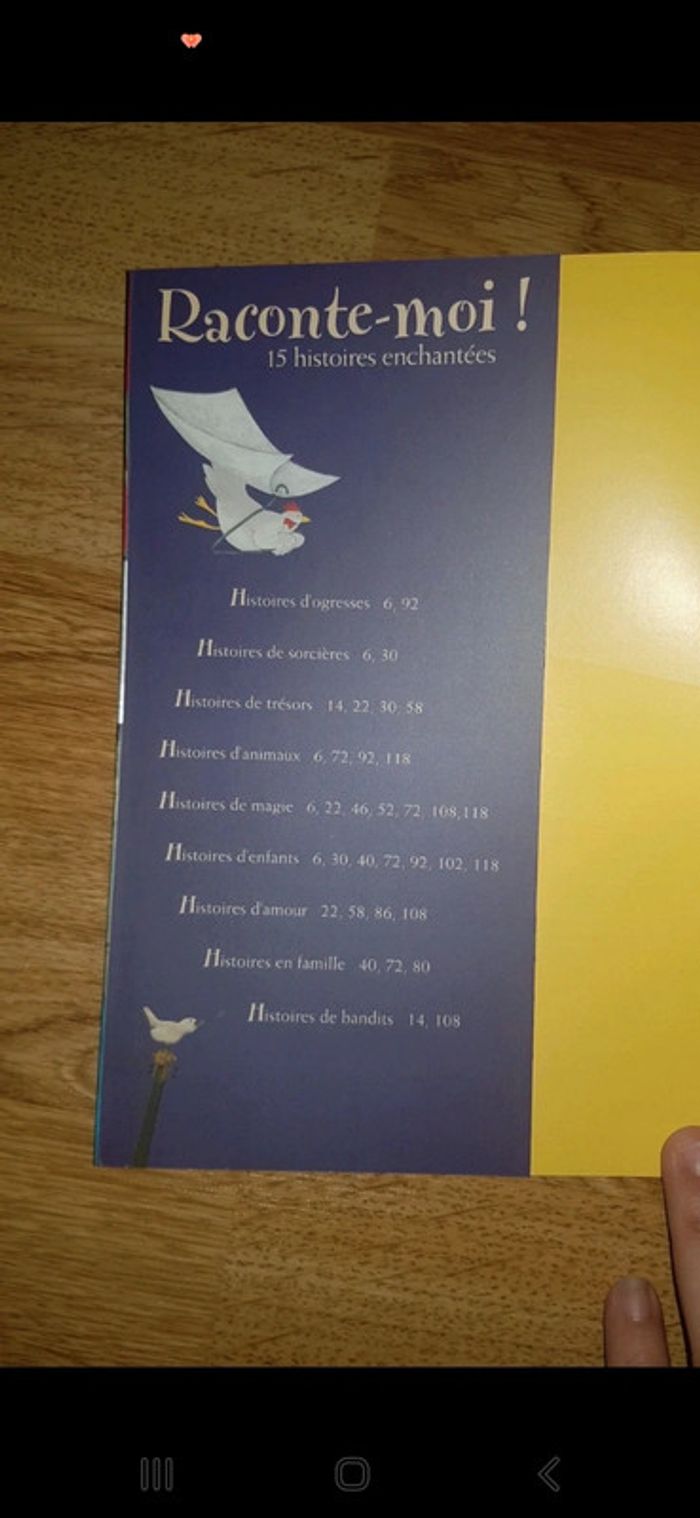 Raconte-moi !
15 histoires enchantées
Histoires d'ogresses 6, 92
Histoires de sorcières 6, 30
Histoires de trésors 14, 22, 30, 58
Histoires d'animaux 6, 72, 92, 118
Histoires de magie 6, 22, 46, 52, 72, 108,118
Histoires d'enfants 6, 30, 40, 72, 92, 102, 118
Histoires d'amour 22, 58, 86, 108
Histoires en famille 40, 72, 80
Histoires de bandits 14, 108